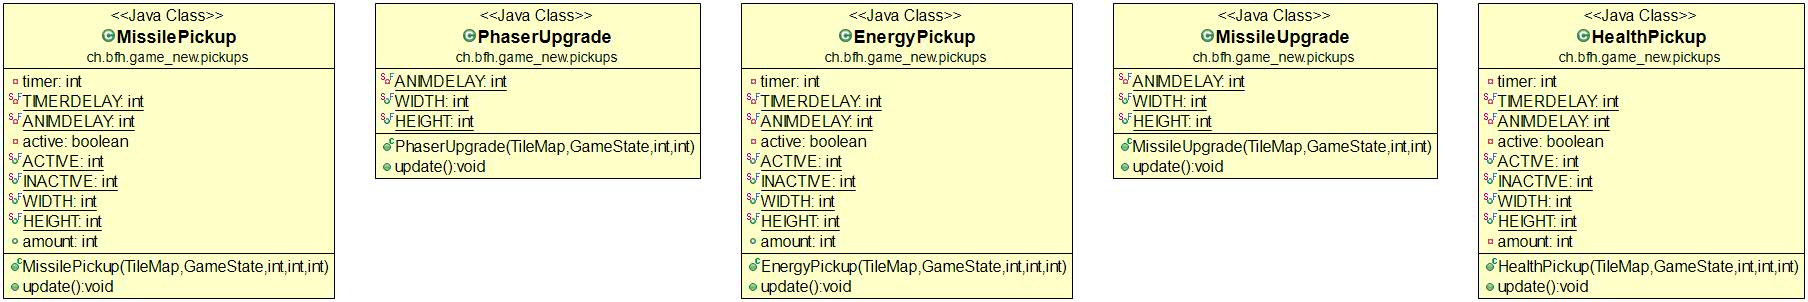 <<Java Class>>
MissilePickup
ch.bfh.game_new.pickups
timer: int
TIMERDELAY: int
ANIMDELAY: int
active: boolean
ACTIVE: int
INACTIVE: int
WIDTH: int
HEIGHT: int
amount: int
MissilePickup(TileMap,GameState,int,int,int)
update():void
<<Java Class>>
PhaserUpgrade
ch.bfh.game_new.pickups
ANIMDELAY: int
WIDTH: int
HEIGHT: int
PhaserUpgrade(TileMap,GameState,int,int)
update():void
<<Java Class>>
EnergyPickup
ch.bfh.game_new.pickups
timer: int
TIMERDELAY: int
ANIMDELAY: int
active: boolean
ACTIVE: int
INACTIVE: int
WIDTH: int
HEIGHT: int
amount: int
EnergyPickup(TileMap,GameState,int,int,int)
update():void
<<Java Class>>
MissileUpgrade
ch.bfh.game_new.pickups
ANIMDELAY: int
WIDTH: int
HEIGHT: int
MissileUpgrade(TileMap,GameState,int,int)
update():void
<<Java Class>>
HealthPickup
ch.bfh.game_new.pickups
timer: int
TIMERDELAY: int
ANIMDELAY: int
active: boolean
ACTIVE: int
INACTIVE: int
WIDTH: int
HEIGHT: int
amount: int
HealthPickup(TileMap,GameState,int,int,int)
update():void